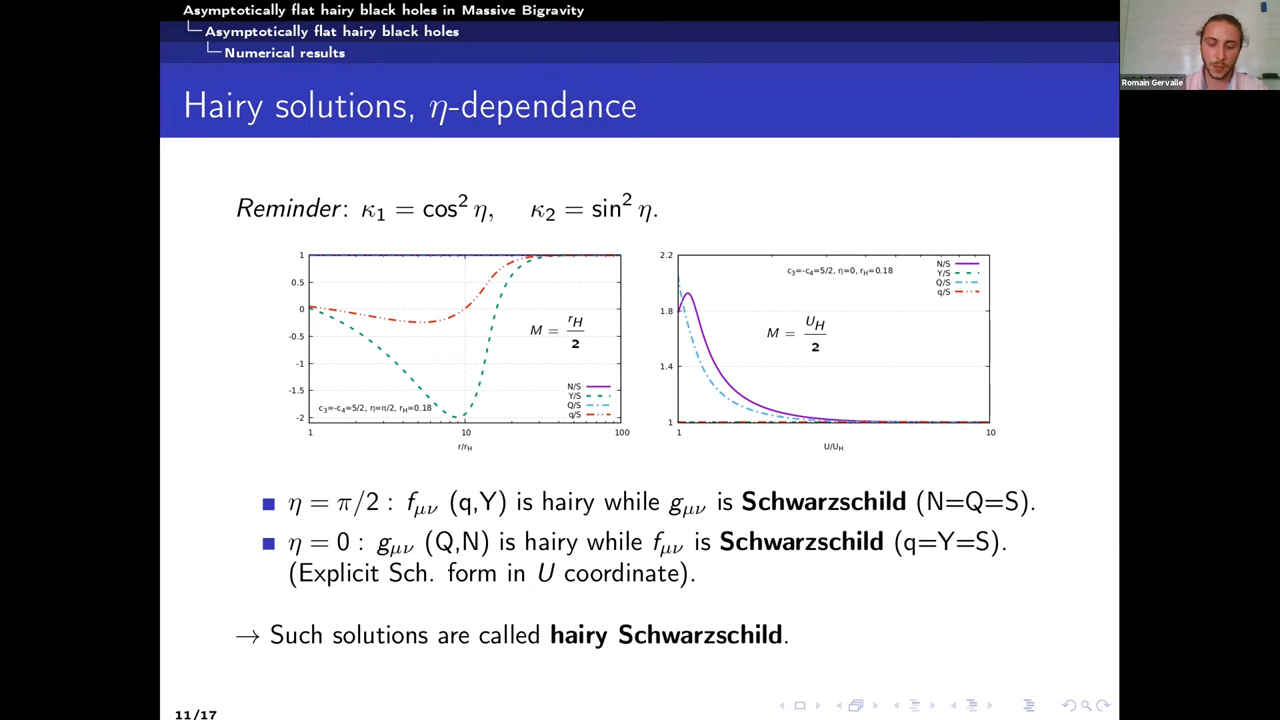 Asymptotically flat hairy black holes in Massive Bigravity
Asymptotically flat hairy black holes
Numerical results
Romain Gervalle
Hairy solutions, η-dependance
Reminder: κ₁ = cos² η, κ₂ = sin² η.
1
0.5
0
-0.5
-1
-1.5
-2
1
10
100
r/rH
M = rH/2
c₃=-c₄=5/2, η=π/2, rH=0.18
N/S
Y/S
Q/S
q/S
2.2
1.8
1.4
1
1
10
U/UH
c₃=-c₄=5/2, η=0, rH=0.18
M = UH/2
N/S
Y/S
Q/S
q/S
η = π/2 : fμν (q,Y) is hairy while gμν is Schwarzschild (N=Q=S).
η = 0 : gμν (Q,N) is hairy while fμν is Schwarzschild (q=Y=S).
(Explicit Sch. form in U coordinate).
→ Such solutions are called hairy Schwarzschild.
11/17